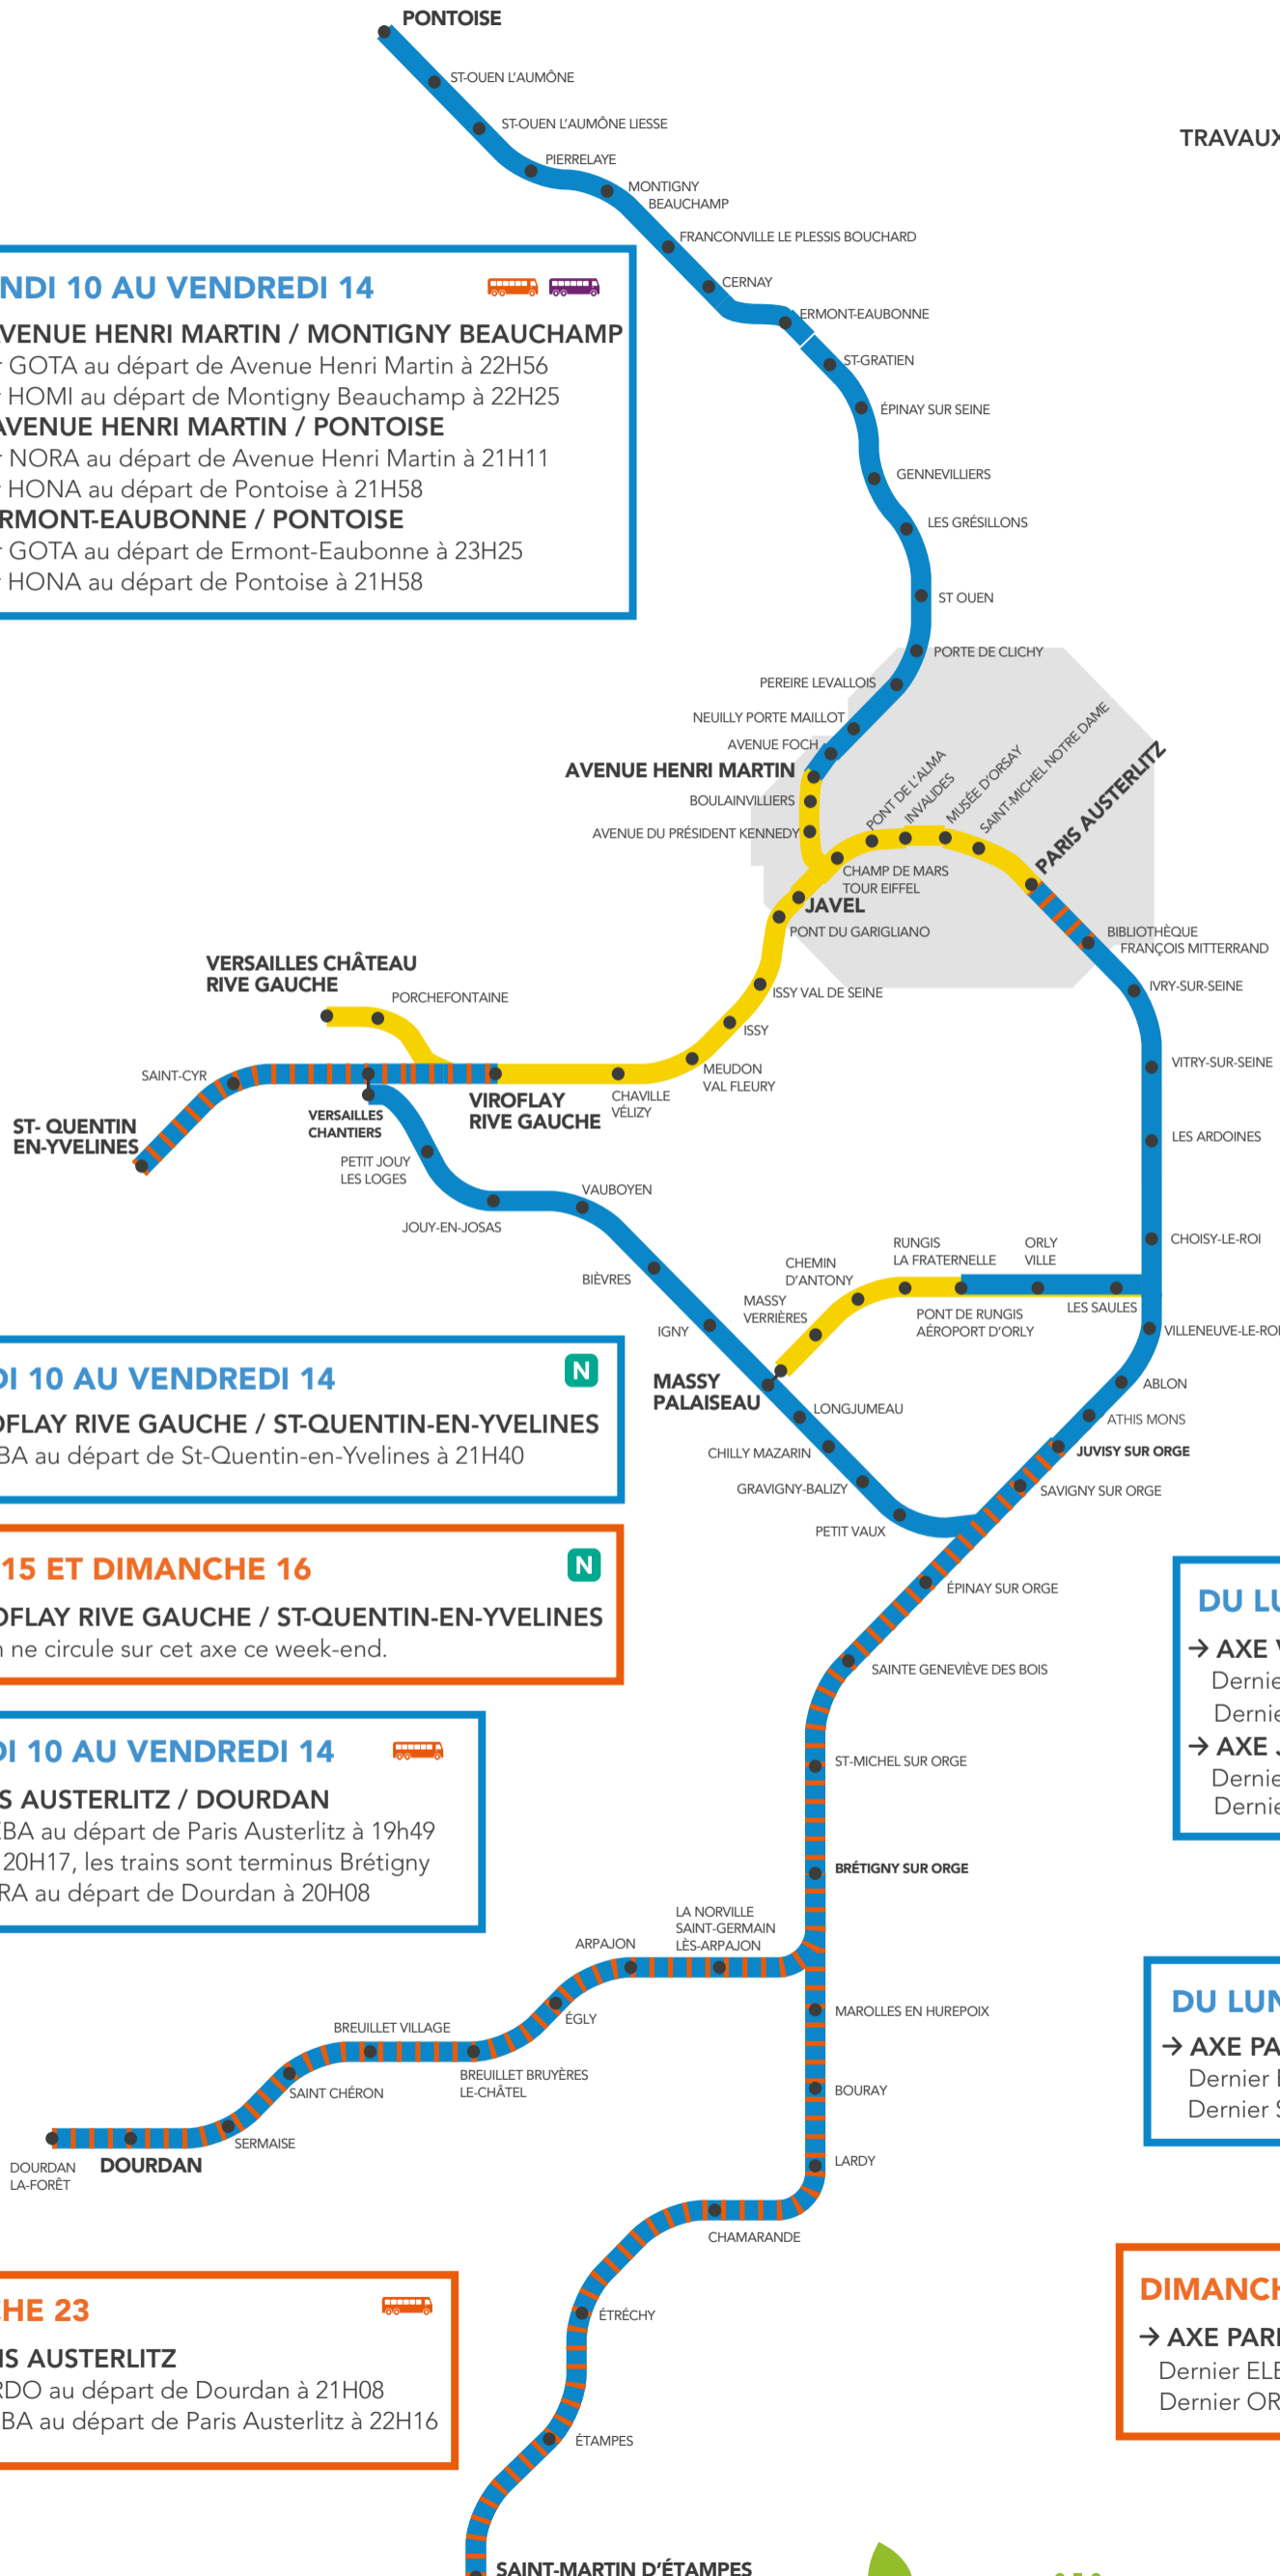 PONTOISE
ST-OUEN L'AUMÔNE
ST-OUEN L'AUMÔNE LIESSE
TRAVAUX
PIERRELAYE
MONTIGNY
BEAUCHAMP
FRANCONVILLE LE PLESSIS BOUCHARD
CERNAY
ERMONT-EAUBONNE
ST-GRATIEN
ÉPINAY SUR SEINE
GENNEVILLIERS
LES GRÉSILLONS
ST OUEN
PORTE DE CLICHY
NDI 10 AU VENDREDI 14
AVENUE HENRI MARTIN / MONTIGNY BEAUCHAMP
r GOTA au départ de Avenue Henri Martin à 22H56
r HOMI au départ de Montigny Beauchamp à 22H25
AVENUE HENRI MARTIN / PONTOISE
r NORA au départ de Avenue Henri Martin à 21H11
r HONA au départ de Pontoise à 21H58
RMONT-EAUBONNE / PONTOISE
r GOTA au départ de Ermont-Eaubonne à 23H25
r HONA au départ de Pontoise à 21H58
PEREIRE LEVALLOIS
NEUILLY PORTE MAILLOT
AVENUE FOCH
AVENUE HENRI MARTIN
BOULAINVILLIERS
AVENUE DU PRÉSIDENT KENNEDY
PONT DE L'ALMA
INVALIDES
MUSÉE D'ORSAY
SAINT-MICHEL NOTRE DAME
PARIS AUSTERLITZ
CHAMP DE MARS
TOUR EIFFEL
JAVEL
PONT DU GARIGLIANO
BIBLIOTHÈQUE
FRANÇOIS MITTERRAND
IVRY-SUR-SEINE
VERSAILLES CHÂTEAU
RIVE GAUCHE
PORCHEFONTAINE
ISSY VAL DE SEINE
ISSY
MEUDON
VAL FLEURY
CHAVILLE
VÉLIZY
VIROFLAY
RIVE GAUCHE
SAINT-CYR
ST- QUENTIN
EN-YVELINES
VERSAILLES
CHANTIERS
PETIT JOUY
LES LOGES
JOUY-EN-JOSAS
VAUBOYEN
BIÈVRES
IGNY
VITRY-SUR-SEINE
LES ARDOINES
CHOISY-LE-ROI
RUNGIS
LA FRATERNELLE
ORLY
VILLE
CHEMIN
D'ANTONY
MASSY
VERRIÈRES
PONT DE RUNGIS
AÉROPORT D'ORLY
LES SAULES
VILLENEUVE-LE-ROI
MASSY
PALAISEAU
ABLON
LONGJUMEAU
ATHIS MONS
CHILLY MAZARIN
JUVISY SUR ORGE
GRAVIGNY-BALIZY
SAVIGNY SUR ORGE
PETIT VAUX
ÉPINAY SUR ORGE
SAINTE GENEVIÈVE DES BOIS
ST-MICHEL SUR ORGE
BRÉTIGNY SUR ORGE
DI 10 AU VENDREDI 14
N
OFLAY RIVE GAUCHE / ST-QUENTIN-EN-YVELINES
BA au départ de St-Quentin-en-Yvelines à 21H40
15 ET DIMANCHE 16
N
OFLAY RIVE GAUCHE / ST-QUENTIN-EN-YVELINES
n ne circule sur cet axe ce week-end.
DI 10 AU VENDREDI 14
S AUSTERLITZ / DOURDAN
BA au départ de Paris Austerlitz à 19h49
20H17, les trains sont terminus Brétigny
RA au départ de Dourdan à 20H08
DU LU
→ AXE V
Dernie
Dernie
→ AXE J
Dernie
Dernie
LA NORVILLE
SAINT-GERMAIN
LÈS-ARPAJON
ARPAJON
ÉGLY
BREUILLET VILLAGE
BREUILLET BRUYÈRES
LE-CHÂTEL
SAINT CHÉRON
SERMAISE
DOURDAN
DOURDAN
LA-FORÊT
MAROLLES EN HUREPOIX
BOURAY
LARDY
CHAMARANDE
ÉTRÉCHY
ÉTAMPES
SAINT-MARTIN D'ÉTAMPES
DU LUN
→ AXE PA
Dernier
Dernier S
HE 23
IS AUSTERLITZ
RDO au départ de Dourdan à 21H08
BA au départ de Paris Austerlitz à 22H16
DIMANCH
→ AXE PARI
Dernier ELE
Dernier OR